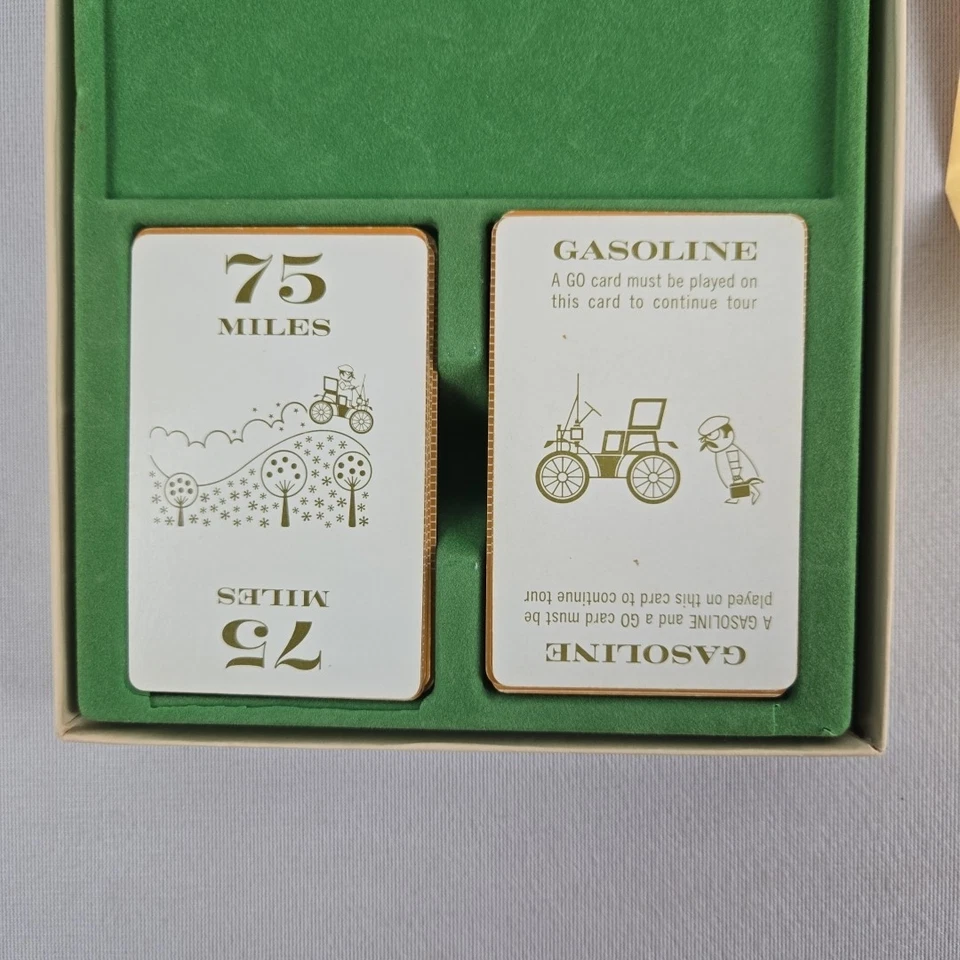 75
MILES
MILES
75
GASOLINE
A GO card must be played on
this card to continue tour
A GASOLINE and a GO card must be
played on this card to continue tour
GASOLINE